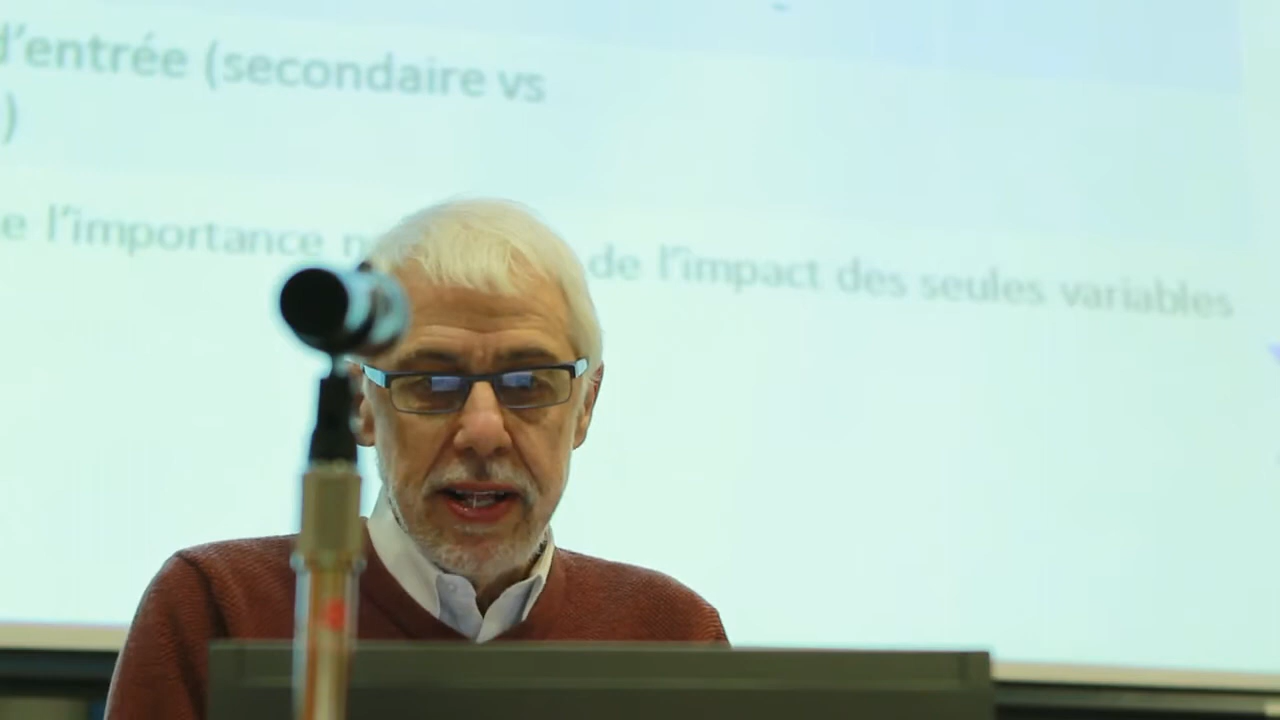 d'entrée (secondaire vs
)
e l'importance de l'impact des seules variables